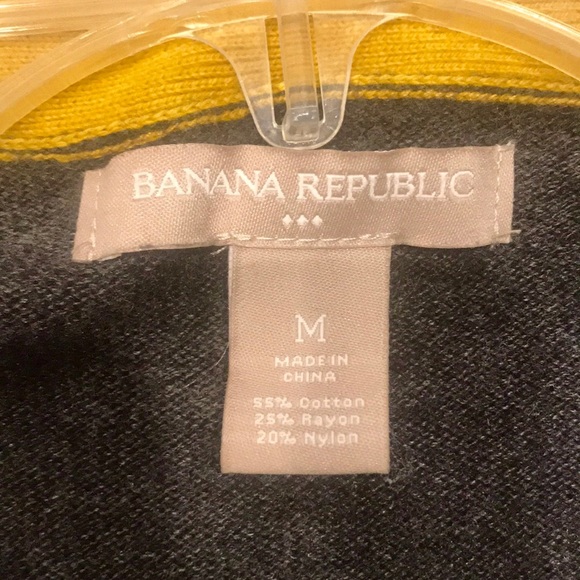 BANANA REPUBLIC
M
MADE IN
CHINA
55% Cotton
25% Rayon
20% Nylon